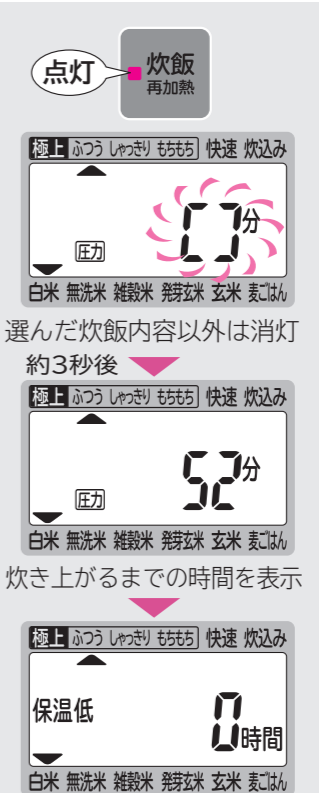 点灯
炊飯
再加熱
極上 ふつう しゃっきり もちもち 快速 炊込み
分
圧力
白米 無洗米 雑穀米 発芽玄米 玄米 麦ごはん
選んだ炊飯内容以外は消灯
約3秒後
極上 ふつう しゃっきり もちもち 快速 炊込み
52分
圧力
白米 無洗米 雑穀米 発芽玄米 玄米 麦ごはん
炊き上がるまでの時間を表示
極上 ふつう しゃっきり もちもち 快速 炊込み
保温低 0時間
白米 無洗米 雑穀米 発芽玄米 玄米 麦ごはん